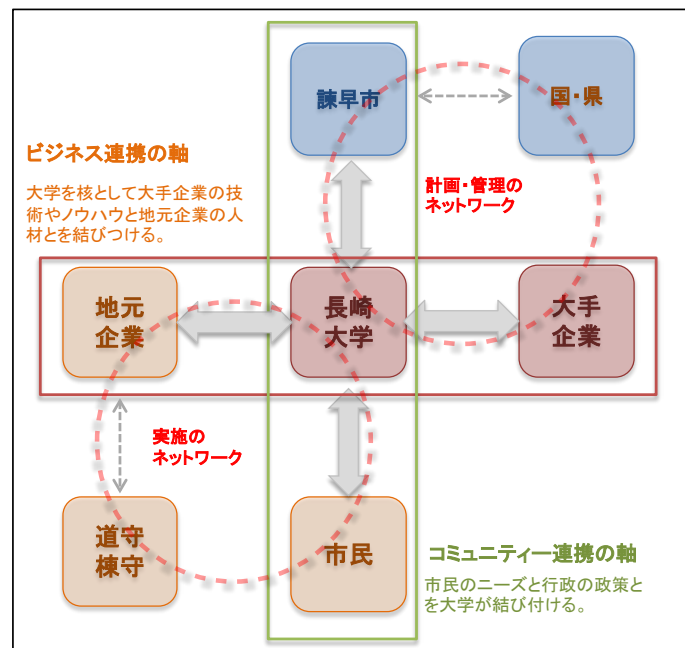 諫早市
国・県
ビジネス連携の軸
大学を核として大手企業の技
術やノウハウと地元企業の人
材とを結びつける。
計画・管理の
ネットワーク
地元
企業
長崎
大学
大手
企業
実施の
ネットワーク
道守
棟守
市民
コミュニティー連携の軸
市民のニーズと行政の政策と
を大学が結び付ける。